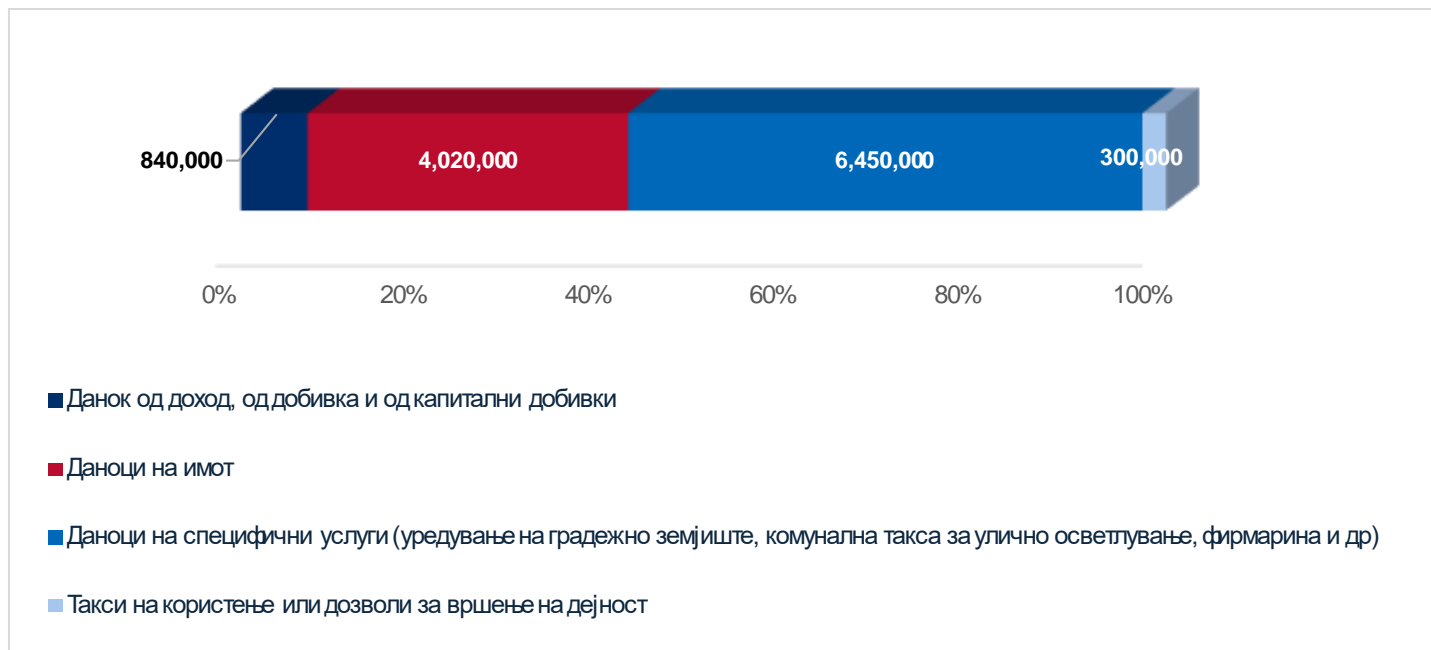 840,000
4,020,000
6,450,000
300,000
0%
20%
40%
60%
80%
100%
Данок од доход, од добивка и од капитални добивки
Даноци на имот
Даноци на специфични услуги (уредување на градежно земјиште, комунална такса за улично осветлување, фирмарина и др)
Такси на користење или дозволи за вршење на дејност